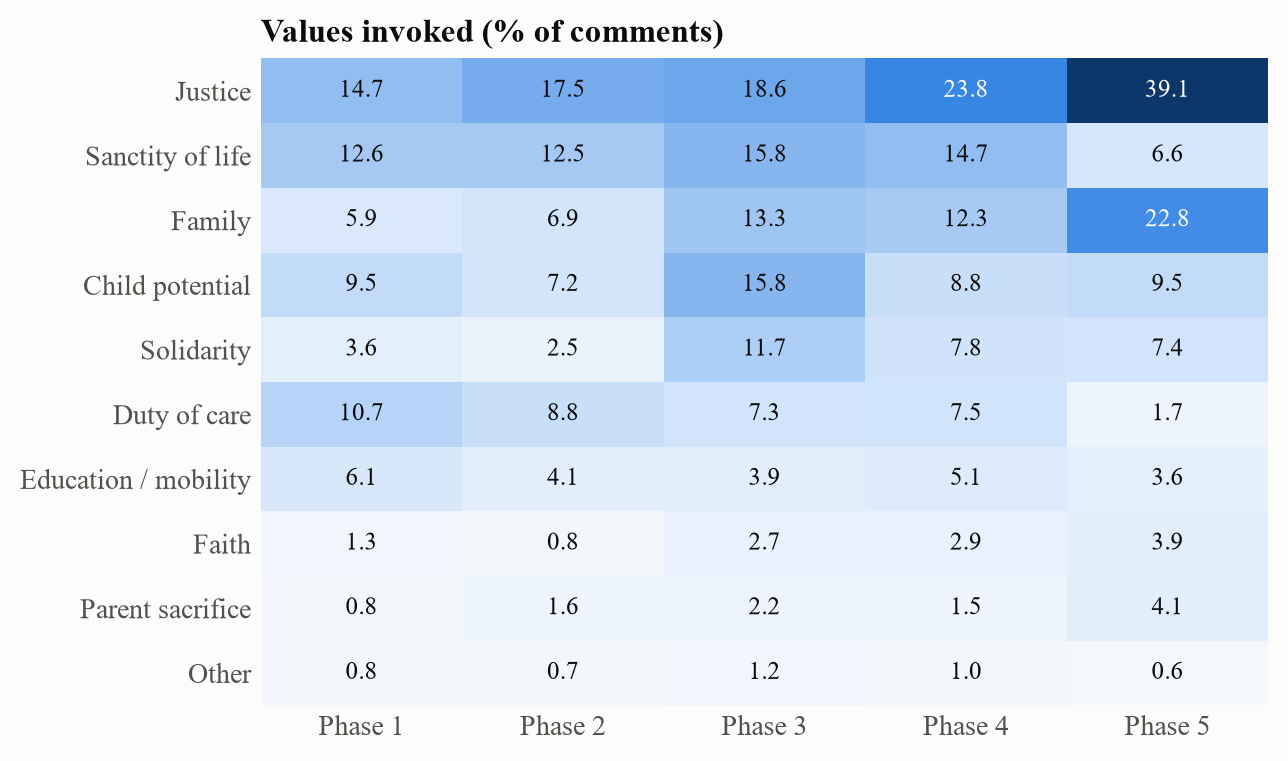 Values invoked (% of comments)
Justice 14.7 17.5 18.6 23.8 39.1
Sanctity of life 12.6 12.5 15.8 14.7 6.6
Family 5.9 6.9 13.3 12.3 22.8
Child potential 9.5 7.2 15.8 8.8 9.5
Solidarity 3.6 2.5 11.7 7.8 7.4
Duty of care 10.7 8.8 7.3 7.5 1.7
Education / mobility 6.1 4.1 3.9 5.1 3.6
Faith 1.3 0.8 2.7 2.9 3.9
Parent sacrifice 0.8 1.6 2.2 1.5 4.1
Other 0.8 0.7 1.2 1.0 0.6
Phase 1 Phase 2 Phase 3 Phase 4 Phase 5